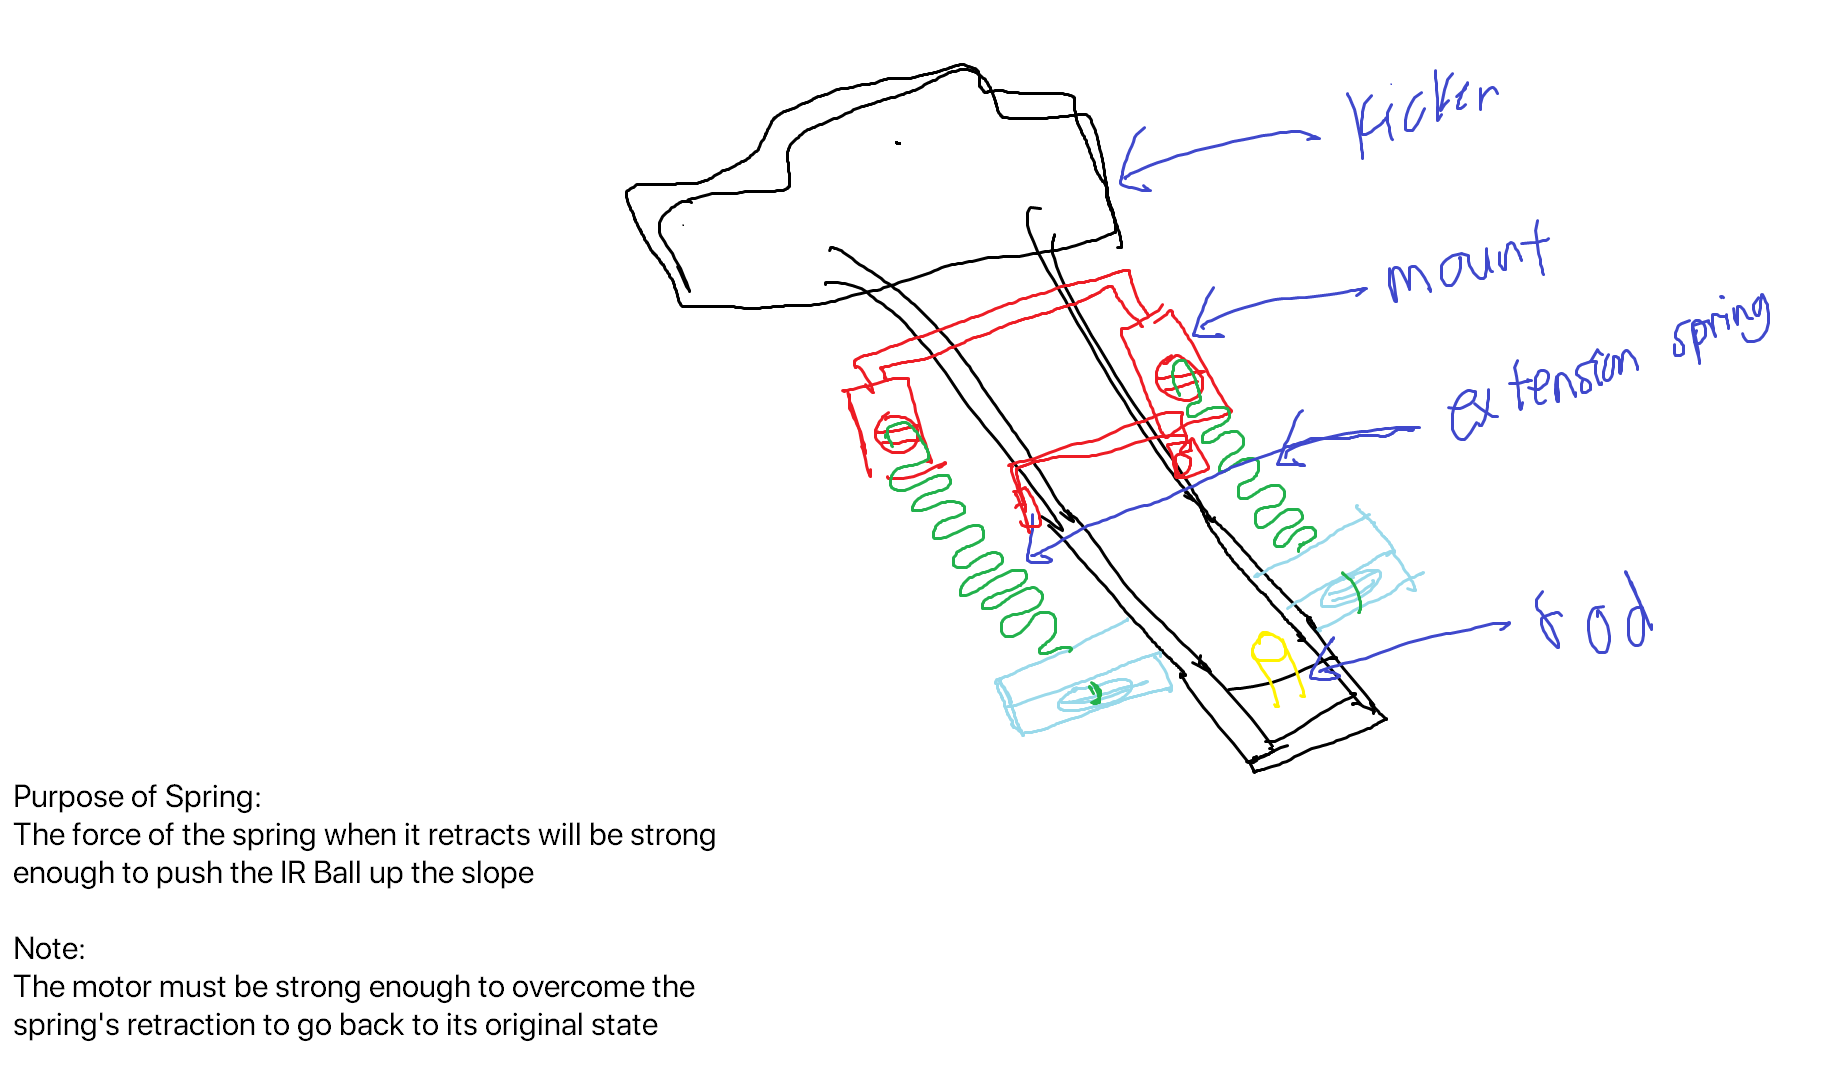 Kicker
mount
extension spring
rod
Purpose of Spring:
The force of the spring when it retracts will be strong
enough to push the IR Ball up the slope
Note:
The motor must be strong enough to overcome the
spring's retraction to go back to its original state